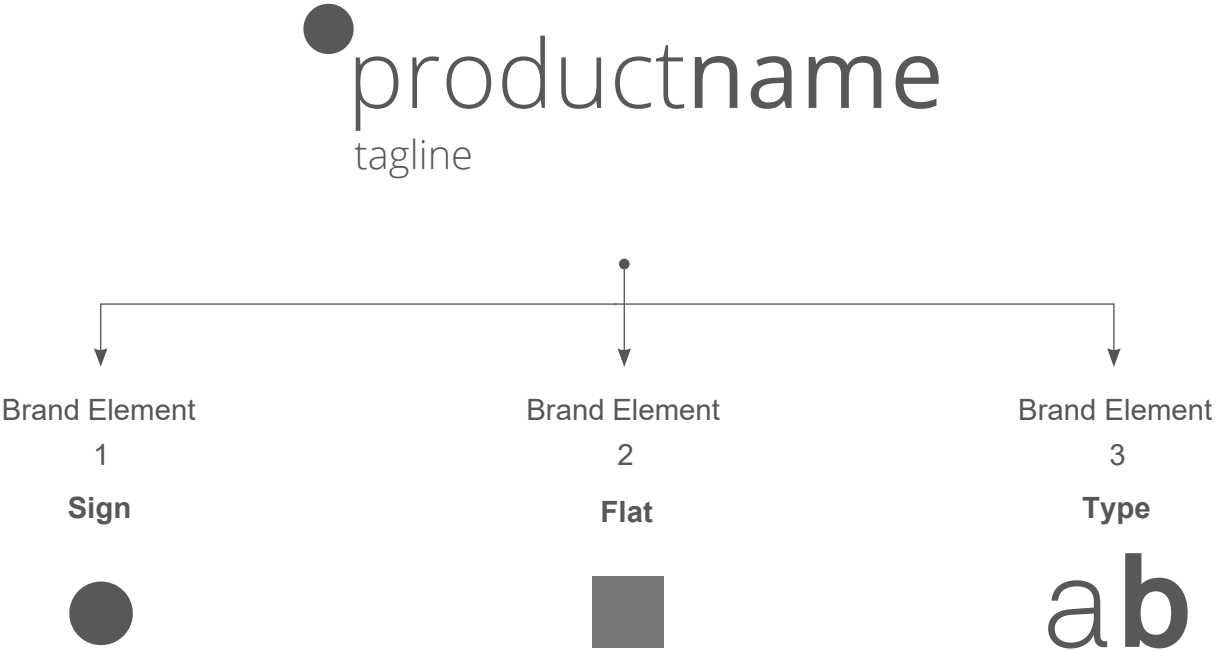 productname
tagline
Brand Element
1
Sign
Brand Element
2
Flat
Brand Element
3
Type
ab